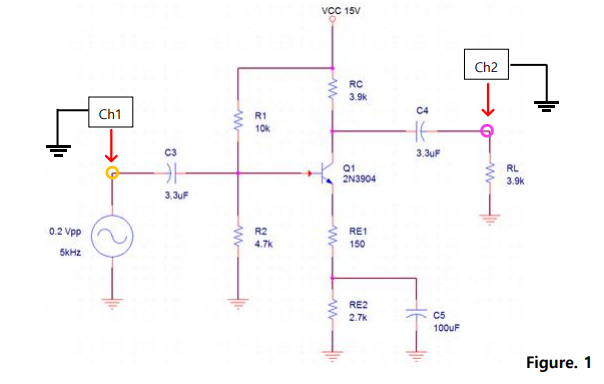 VCC 15V
Ch2
RC
3.9k
Ch1
R1
10k
C4
3.3uF
C3
3.3uF
Q1
2N3904
RL
3.9k
0.2 Vpp
5kHz
R2
4.7k
RE1
150
RE2
2.7k
C5
100uF
Figure. 1